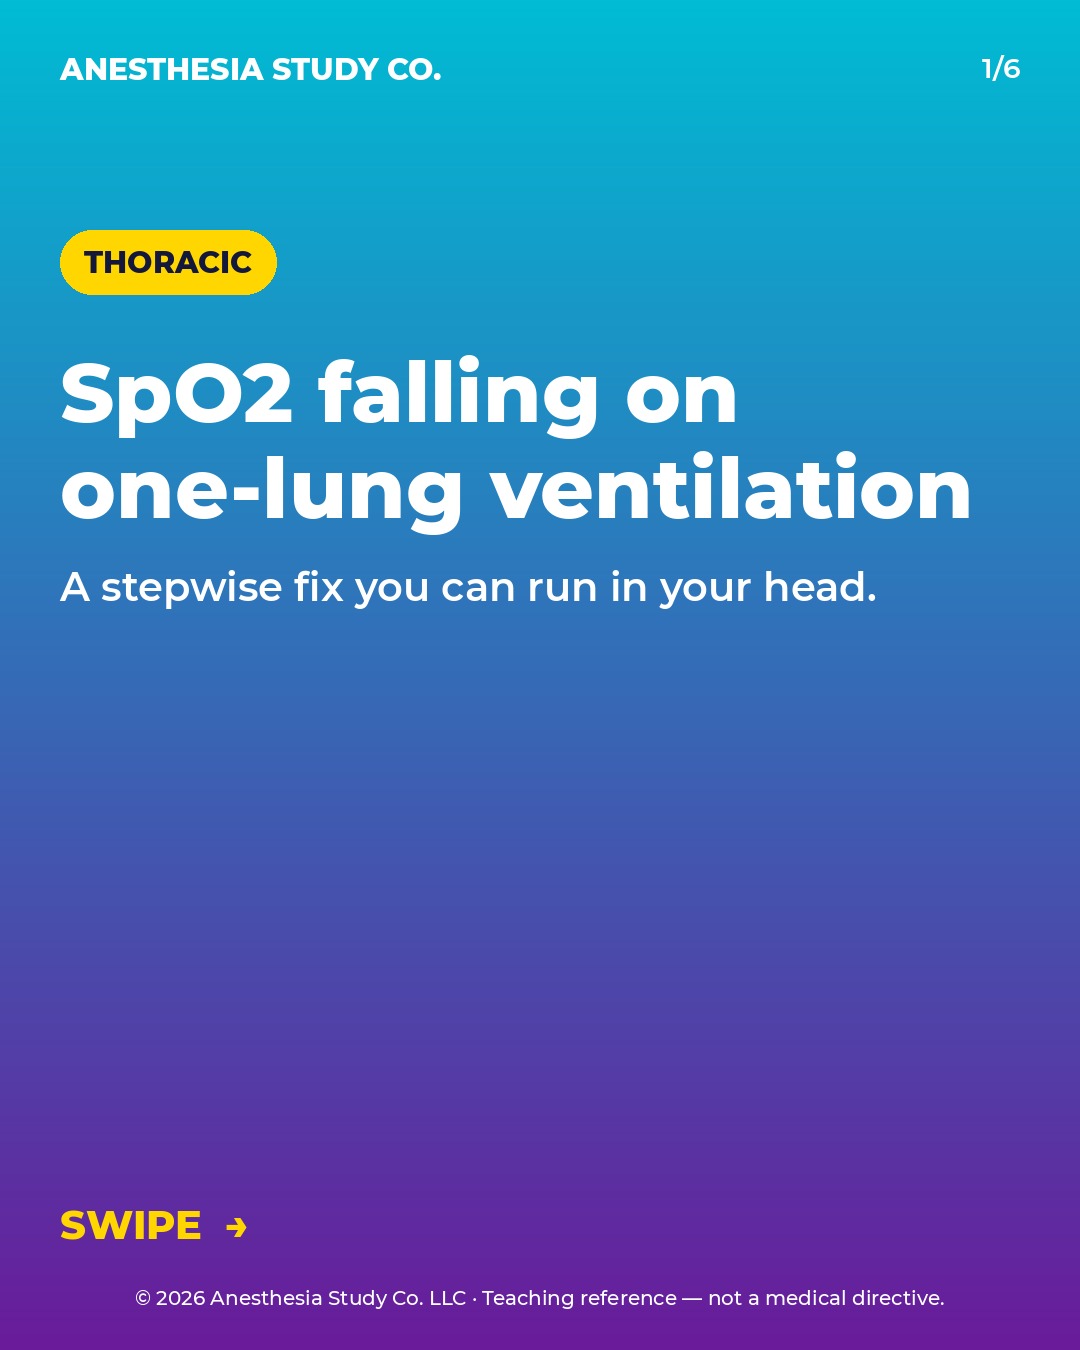 ANESTHESIA STUDY CO.
1/6
THORACIC
SpO2 falling on
one-lung ventilation
A stepwise fix you can run in your head.
SWIPE →
© 2026 Anesthesia Study Co. LLC · Teaching reference — not a medical directive.